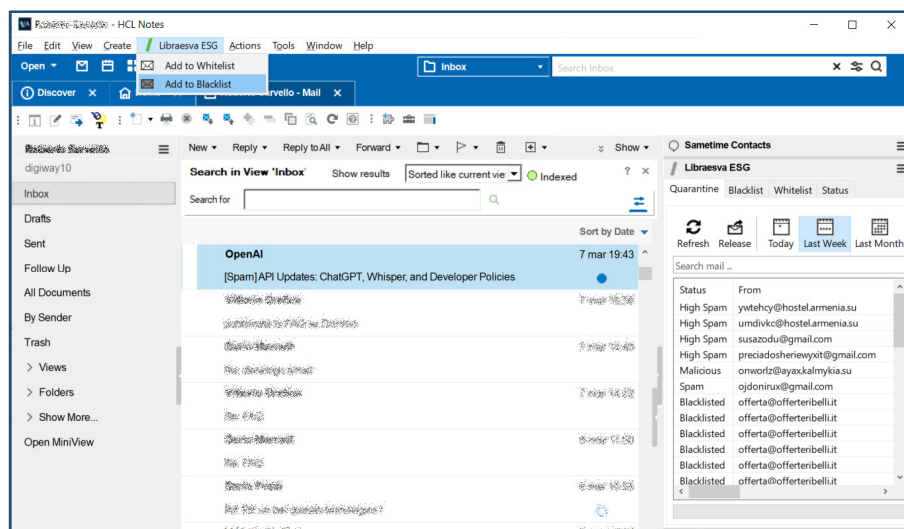 - HCL Notes
File Edit View Create Libraesva ESG Actions Tools Window Help
Open Inbox Search Inbox
Add to Whitelist
Add to Blacklist
Discover - Mail
New Reply Reply to All Forward Show
Search in View 'Inbox' Show results Sorted like current vie Indexed ?
Search for
Sort by Date
digiway10
Inbox
Drafts
Sent
Follow Up
All Documents
By Sender
Trash
Views
Folders
Show More...
Open MiniView
OpenAI 7 mar 19:43
[Spam] API Updates: ChatGPT, Whisper, and Developer Policies
Sametime Contacts
Libraesva ESG
Quarantine Blacklist Whitelist Status
Refresh Release Today Last Week Last Month
Search mail ...
Status From
High Spam ywtehcy@hostel.armenia.su
High Spam umdivkc@hostel.armenia.su
High Spam susazodu@gmail.com
High Spam preciadosheriewyxit@gmail.com
Malicious onworlz@ayax.kalmykia.su
Spam ojdonirux@gmail.com
Blacklisted offerta@offerteribelli.it
Blacklisted offerta@offerteribelli.it
Blacklisted offerta@offerteribelli.it
Blacklisted offerta@offerteribelli.it
Blacklisted offerta@offerteribelli.it
Blacklisted offerta@offerteribelli.it